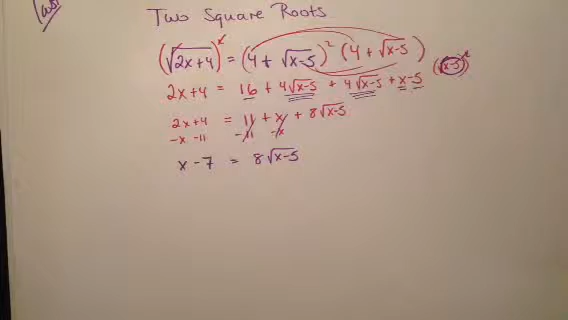 Two Square Roots
(√2x+4)² = (4 + √x-5)² (4 + √x-5)
2x+4 = 16 + 4√x-5 + 4√x-5 + x-5
2x+4 = 11 + x + 8√x-5
-x -11 -11 -x
x - 7 = 8√x-5